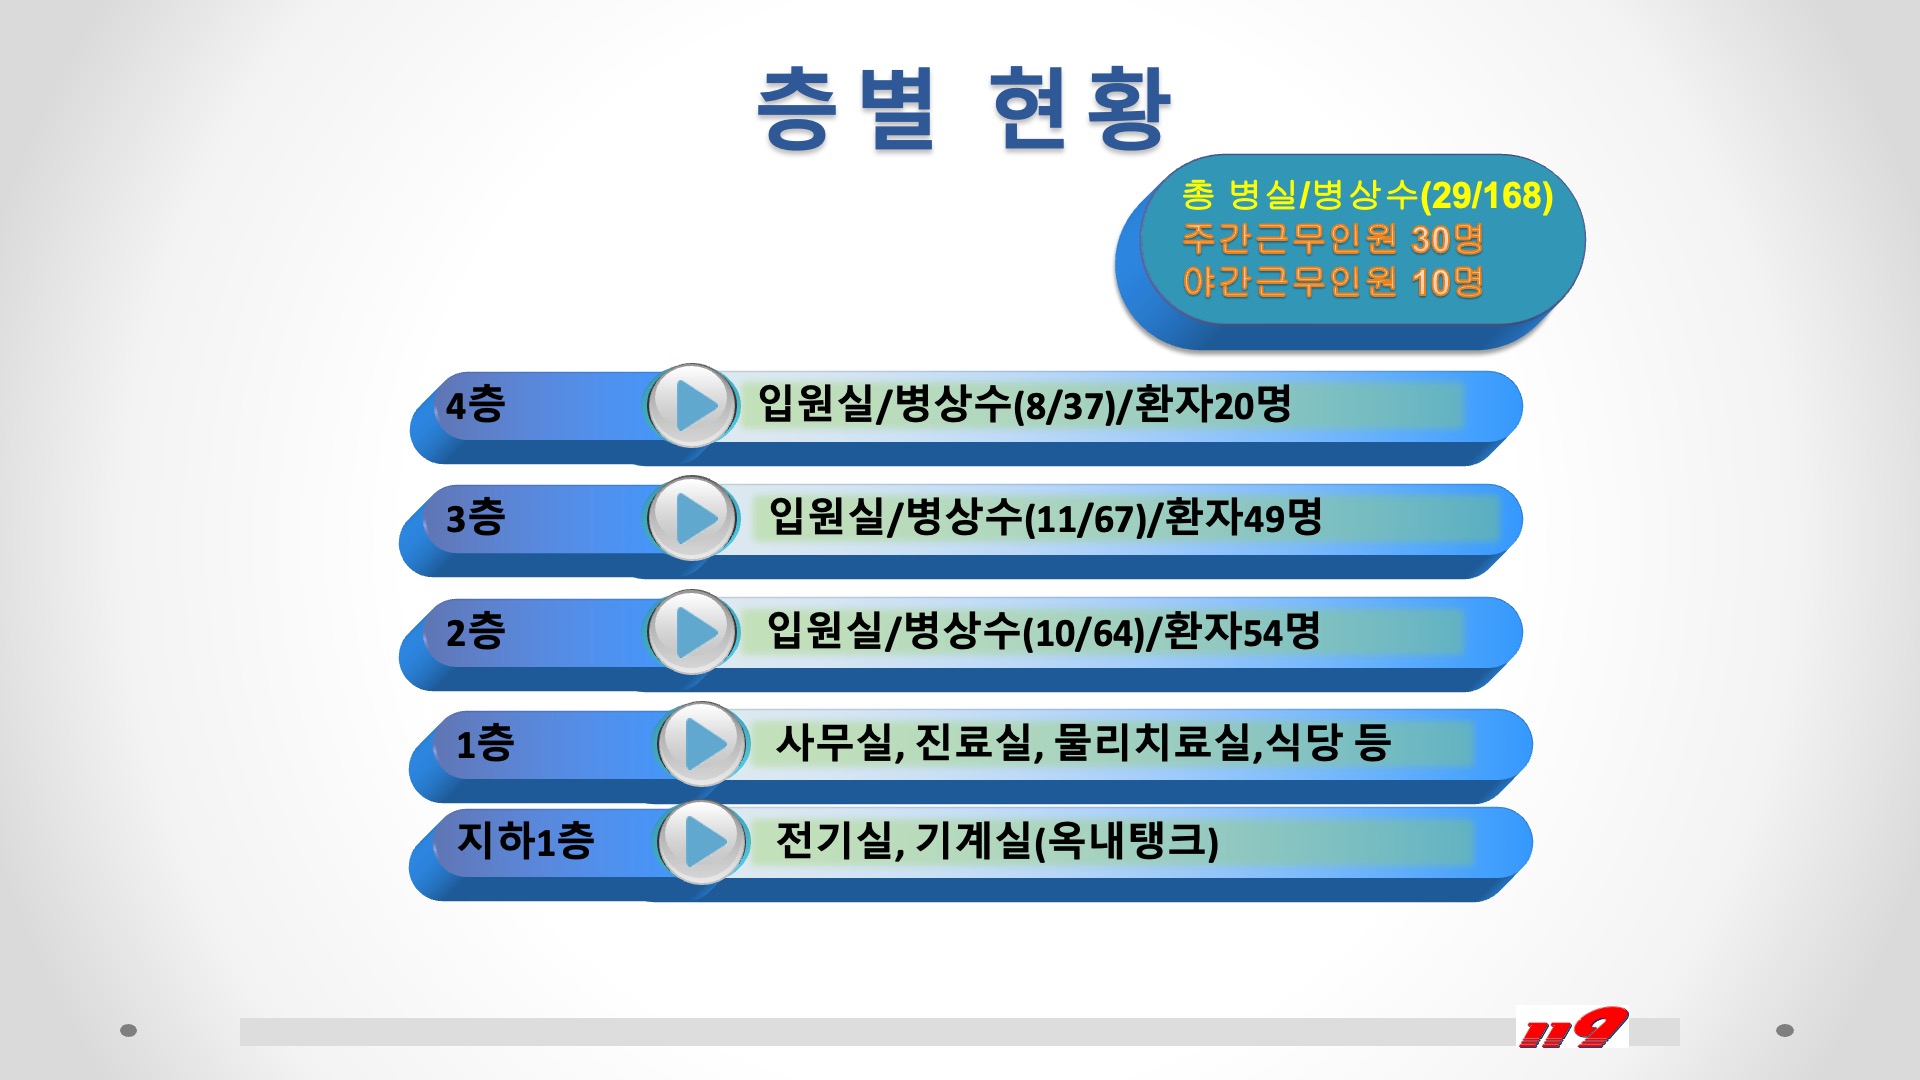 층별 현황
총 병실/병상수(29/168)
주간근무인원 30명
야간근무인원 10명
4층 입원실/병상수(8/37)/환자20명
3층 입원실/병상수(11/67)/환자49명
2층 입원실/병상수(10/64)/환자54명
1층 사무실, 진료실, 물리치료실,식당 등
지하1층 전기실, 기계실(옥내탱크)
119